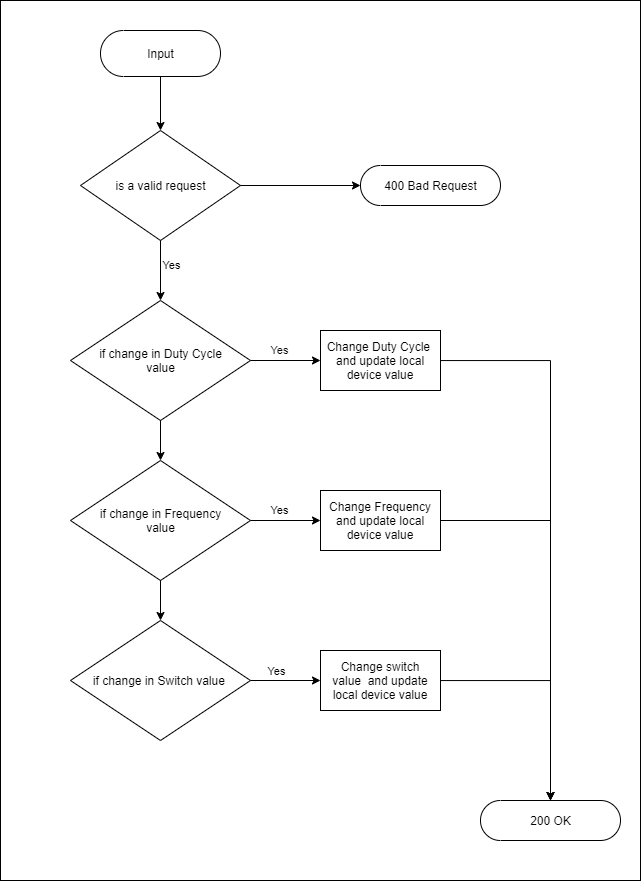 Input
is a valid request
400 Bad Request
Yes
if change in Duty Cycle
value
Yes
Change Duty Cycle
and update local
device value
if change in Frequency
value
Yes
Change Frequency
and update local
device value
if change in Switch value
Yes
Change switch
value  and update
local device value
200 OK